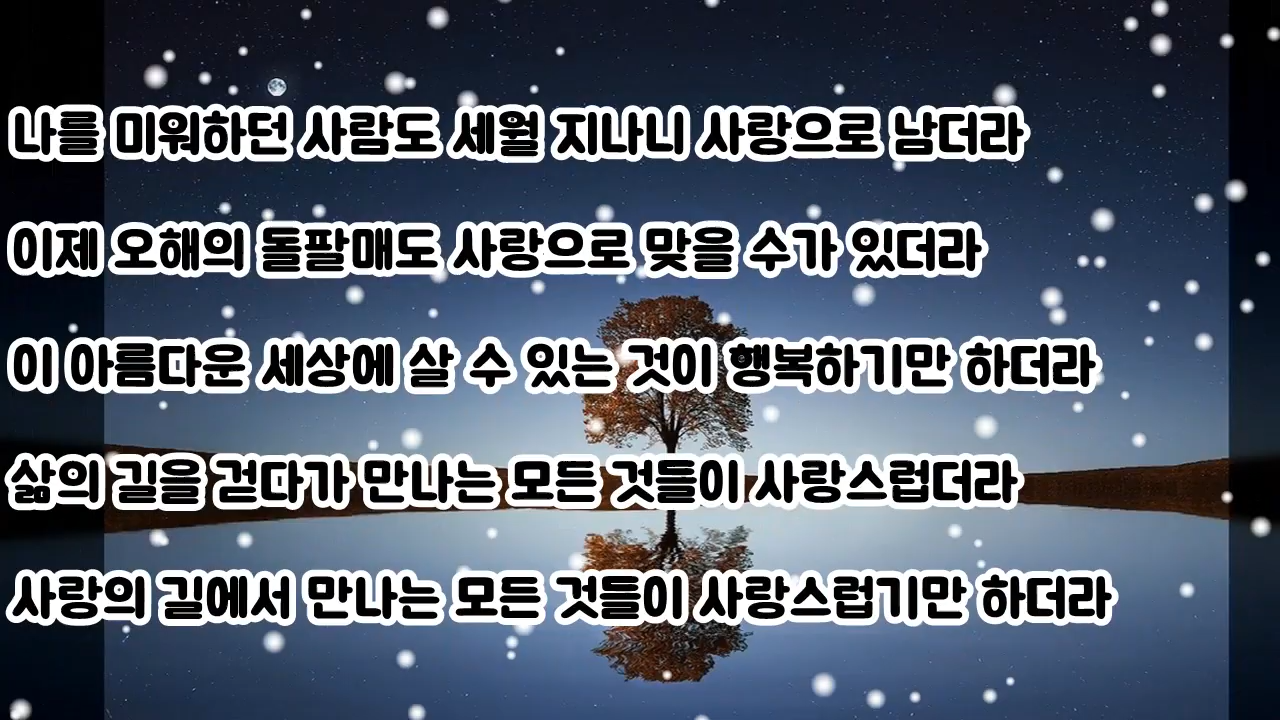 나를 미워하던 사람도 세월 지나니 사랑으로 남더라
이제 오해의 돌팔매도 사랑으로 맞을 수가 있더라
이 아름다운 세상에 살 수 있는 것이 행복하기만 하더라
삶의 길을 걷다가 만나는 모든 것들이 사랑스럽더라
사랑의 길에서 만나는 모든 것들이 사랑스럽기만 하더라